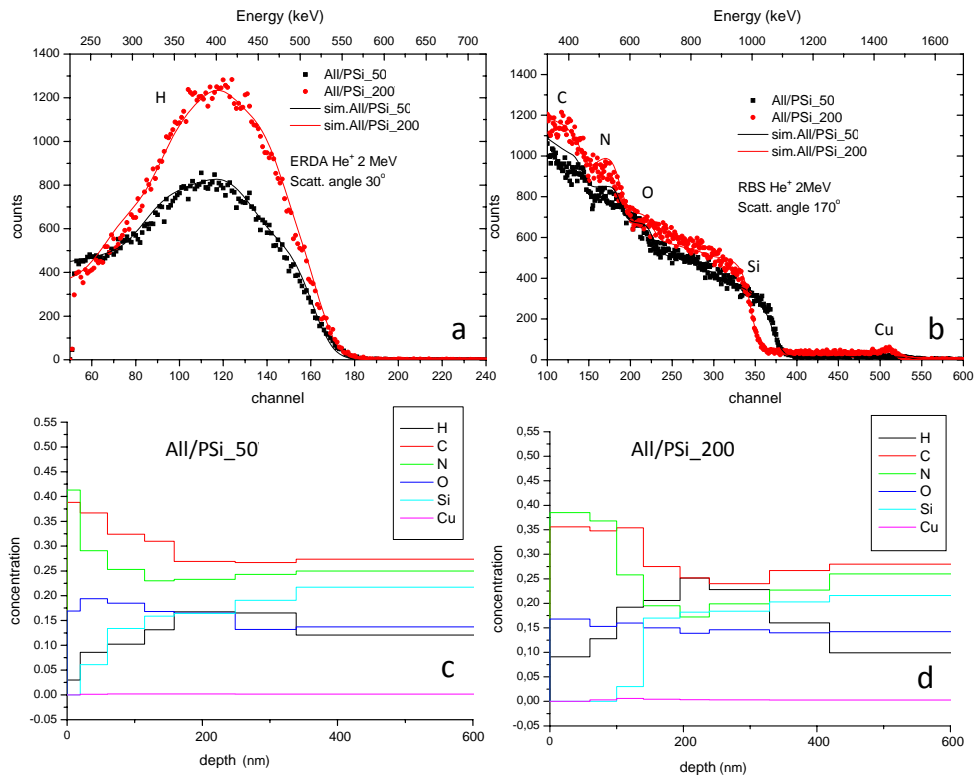 Energy (keV)
250 300 350 400 450 500 550 600 650 700
1400
1200
1000
800
600
400
200
0
counts
H
All/PSi_50
All/PSi_200
sim.All/PSi_50
sim.All/PSi_200
ERDA He+ 2 MeV
Scatt. angle 30°
a
60 80 100 120 140 160 180 200 220 240
channel
Energy (keV)
400 600 800 1000 1200 1400 1600
1400
1200
1000
800
600
400
200
0
counts
C
N
O
Si
Cu
All/PSi_50
All/PSi_200
sim.All/PSi_50
sim.All/PSi_200
RBS He+ 2MeV
Scatt. angle 170°
b
100 150 200 250 300 350 400 450 500 550 600
channel
0.55
0.50
0.45
0.40
0.35
0.30
0.25
0.20
0.15
0.10
0.05
0.00
-0.05
concentration
All/PSi_50
H
C
N
O
Si
Cu
c
0 200 400 600
depth (nm)
0,55
0,50
0,45
0,40
0,35
0,30
0,25
0,20
0,15
0,10
0,05
0,00
-0,05
concentration
All/PSi_200
H
C
N
O
Si
Cu
d
0 200 400 600
depth (nm)